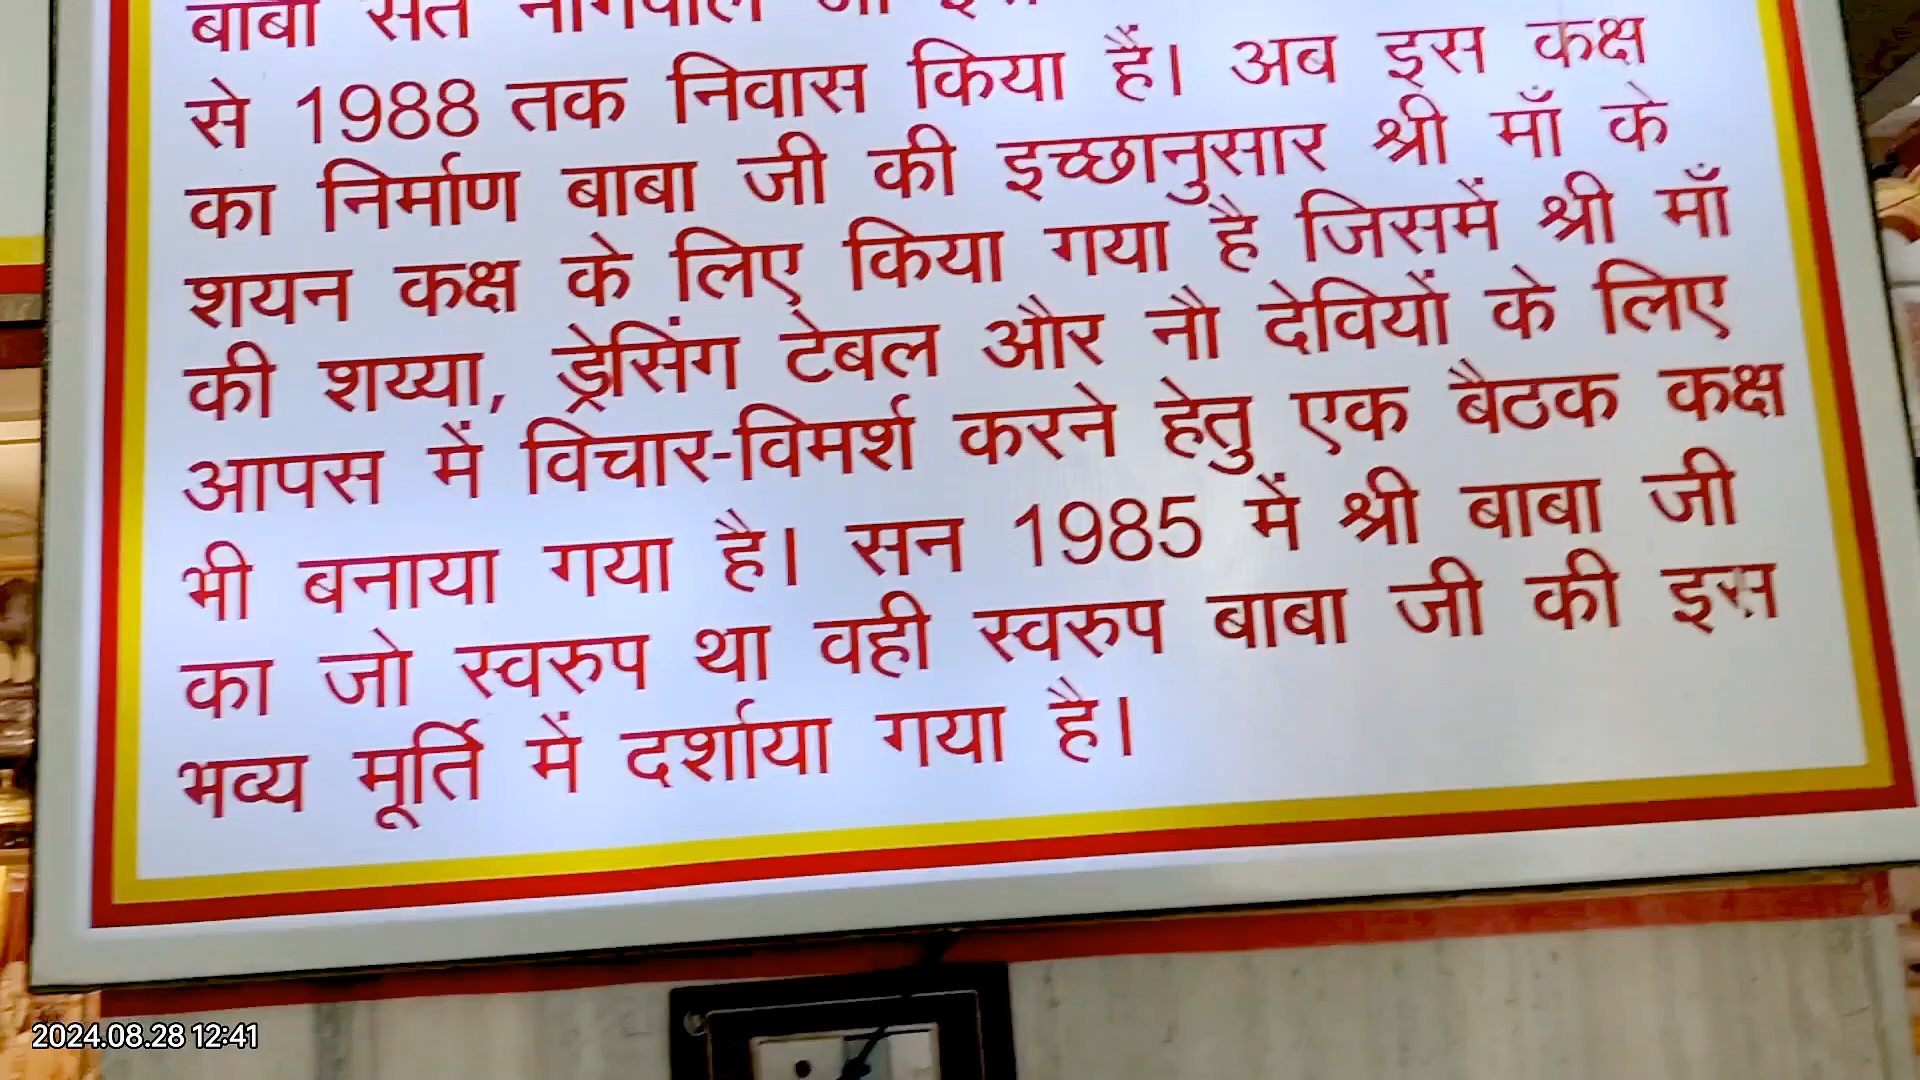 बाबा संत नागपाल जी
से 1988 तक निवास किया है। अब इस कक्ष
का निर्माण बाबा जी की इच्छानुसार श्री माँ के
शयन कक्ष के लिए किया गया है जिसमें श्री माँ
की शय्या, ड्रेसिंग टेबल और नौ देवियों के लिए
आपस में विचार-विमर्श करने हेतु एक बैठक कक्ष
भी बनाया गया है। सन 1985 में श्री बाबा जी
का जो स्वरुप था वही स्वरुप बाबा जी की इस
भव्य मूर्ति में दर्शाया गया है।
2024.08.28 12:41